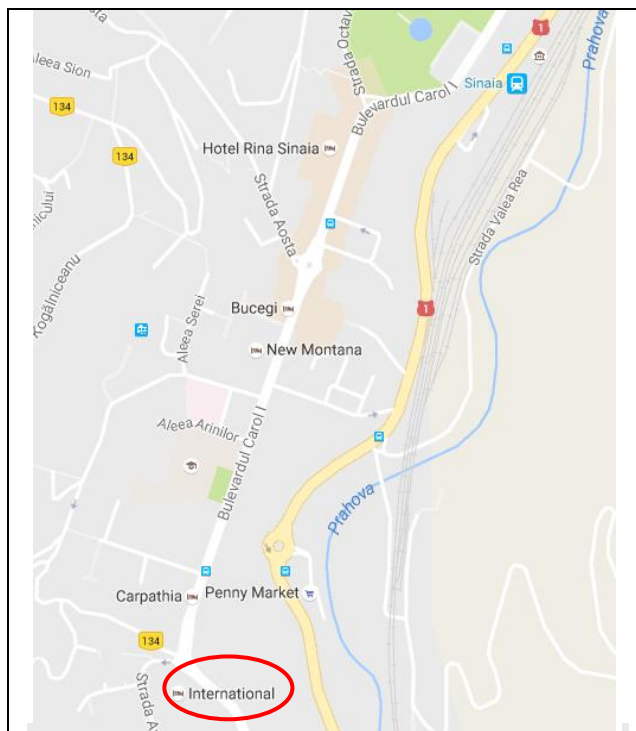 Strada Octav
1
Prahova
Aleea Sion
Sinaia
134
Bulevardul Carol I
134
Hotel Rina Sinaia
Strada Aosta
Strada Valea Rea
Kogălniceanu
Bucegi
1
Aleea Serei
New Montana
Aleea Arinilor
Bulevardul Carol I
Prahova
Carpathia
Penny Market
134
International
Strada A